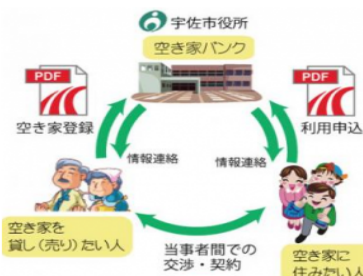 宇佐市役所
空き家バンク
PDF
PDF
空き家登録
利用申込
情報連絡
情報連絡
空き家を
貸し(売り)たい人
当事者間での
交渉・契約
空き家に
住みたい人